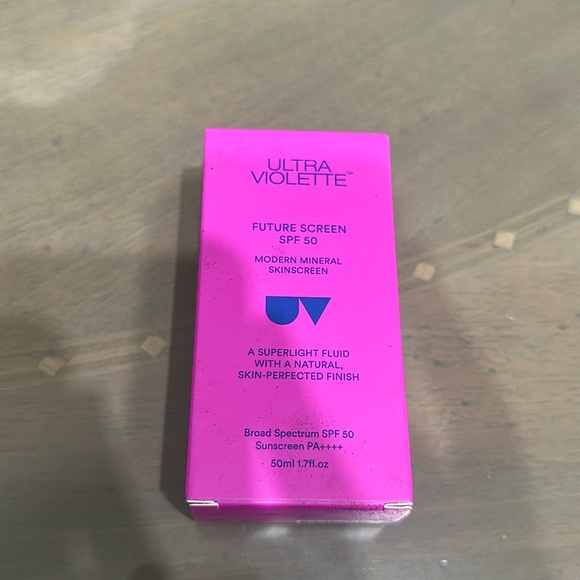 ULTRA
VIOLETTE™
FUTURE SCREEN
SPF 50
MODERN MINERAL
SKINSCREEN
A SUPERLIGHT FLUID
WITH A NATURAL,
SKIN-PERFECTED FINISH
Broad Spectrum SPF 50
Sunscreen PA++++
50ml 1.7fl.oz